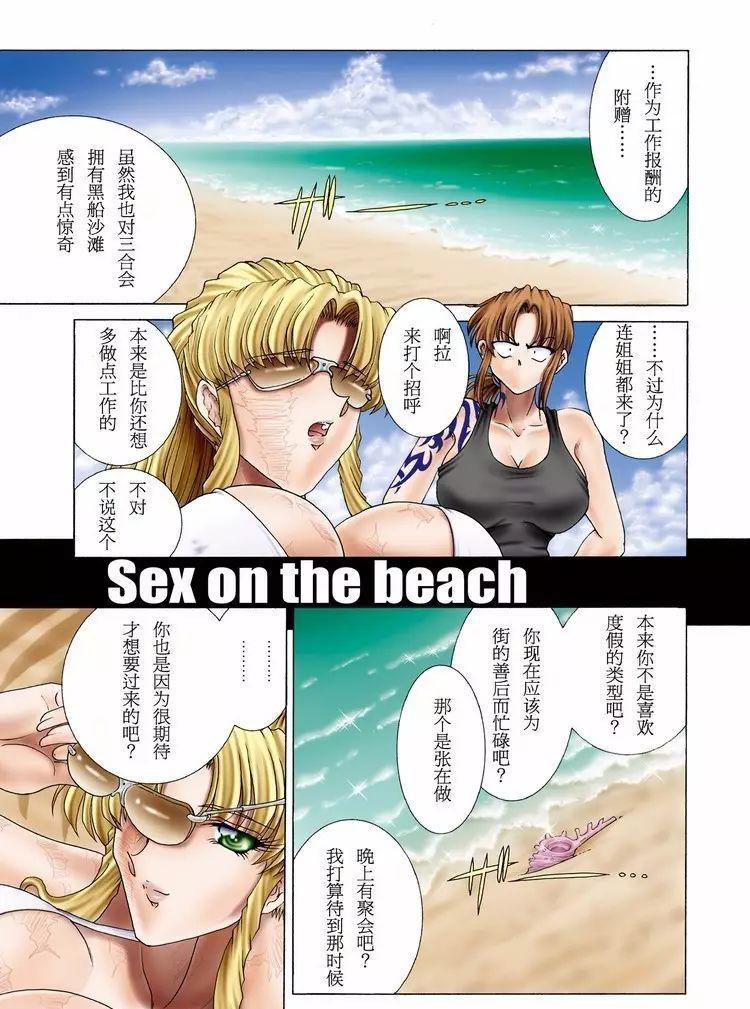 ……作为工作报酬的
附赠……
虽然我也对三合会
拥有黑船沙滩
感到有点惊奇
……不过为什么
连姐姐都来了？
啊拉
来打个招呼
本来是比你还想
多做点工作的
不对
不说这个
Sex on the beach
本来你不是喜欢
度假的类型吧？
你现在应该为
街的善后而忙碌吧？
那个是张在做
晚上有聚会吧？
我打算待到那时候
…………
你也是因为很期待
才想要过来的吧？